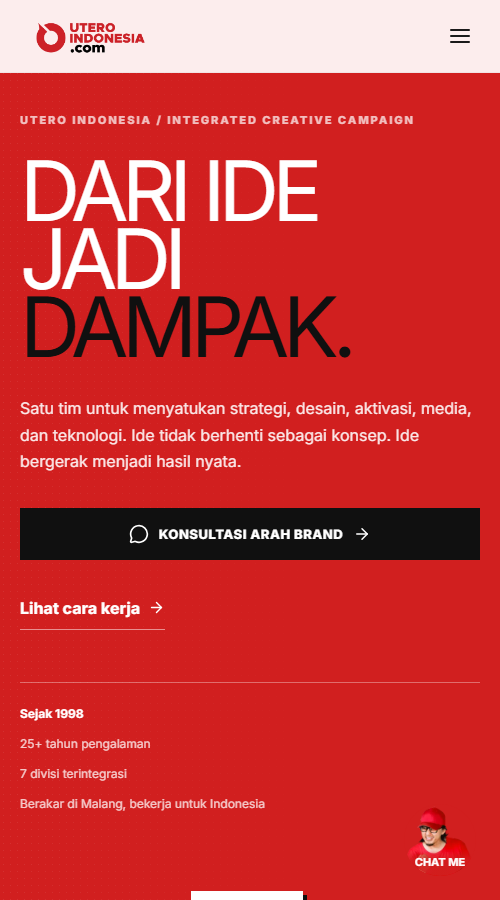 UTERO
INDONESIA
.com
UTERO INDONESIA / INTEGRATED CREATIVE CAMPAIGN
DARI IDE
JADI
DAMPAK.
Satu tim untuk menyatukan strategi, desain, aktivasi, media,
dan teknologi. Ide tidak berhenti sebagai konsep. Ide
bergerak menjadi hasil nyata.
KONSULTASI ARAH BRAND
Lihat cara kerja
Sejak 1998
25+ tahun pengalaman
7 divisi terintegrasi
Berakar di Malang, bekerja untuk Indonesia
CHAT ME